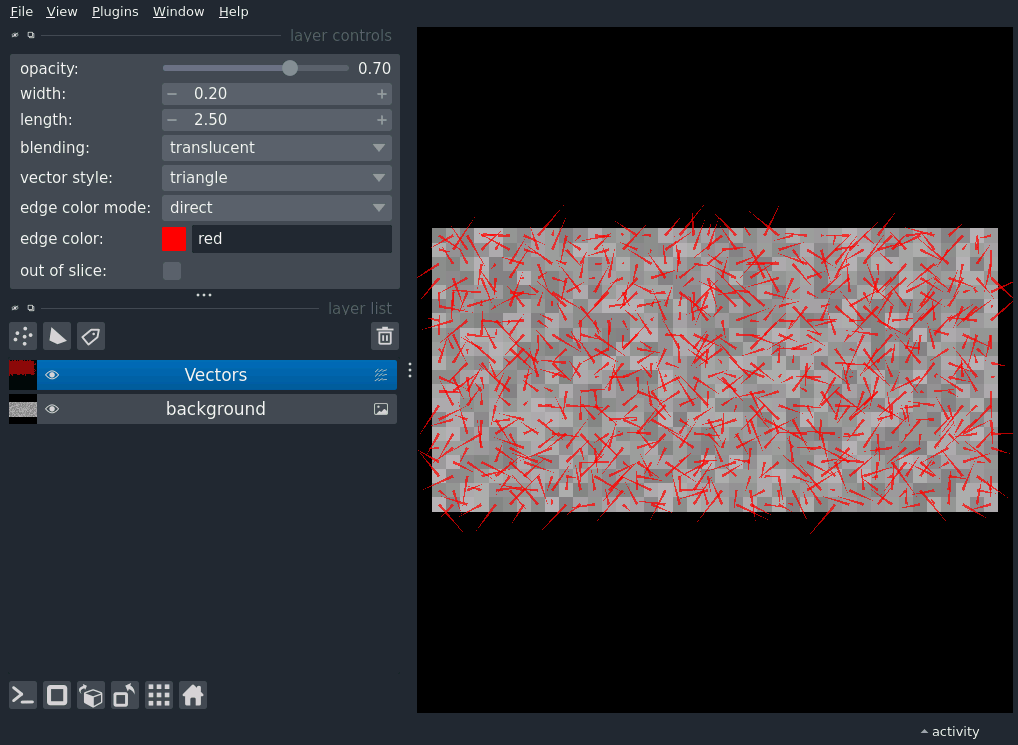 File View Plugins Window Help
layer controls
opacity: 0.70
width: 0.20
length: 2.50
blending: translucent
vector style: triangle
edge color mode: direct
edge color: red
out of slice:
layer list
Vectors
background
activity